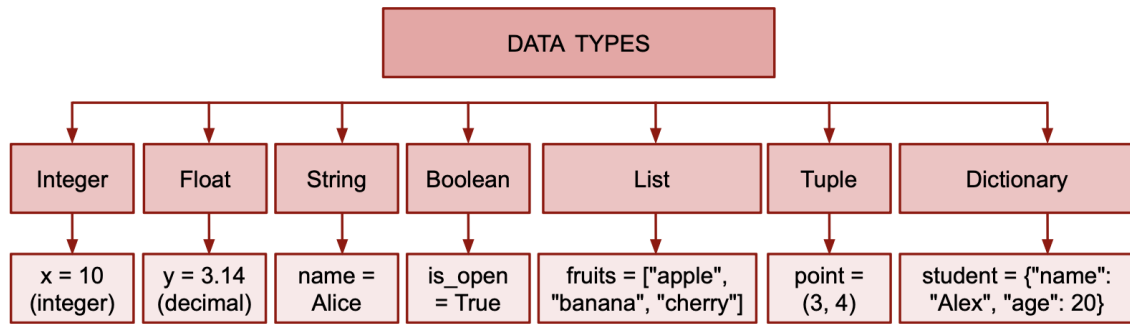 DATA TYPES
Integer
Float
String
Boolean
List
Tuple
Dictionary
x = 10
(integer)
y = 3.14
(decimal)
name =
Alice
is_open
= True
fruits = ["apple",
"banana", "cherry"]
point =
(3, 4)
student = {"name":
"Alex", "age": 20}